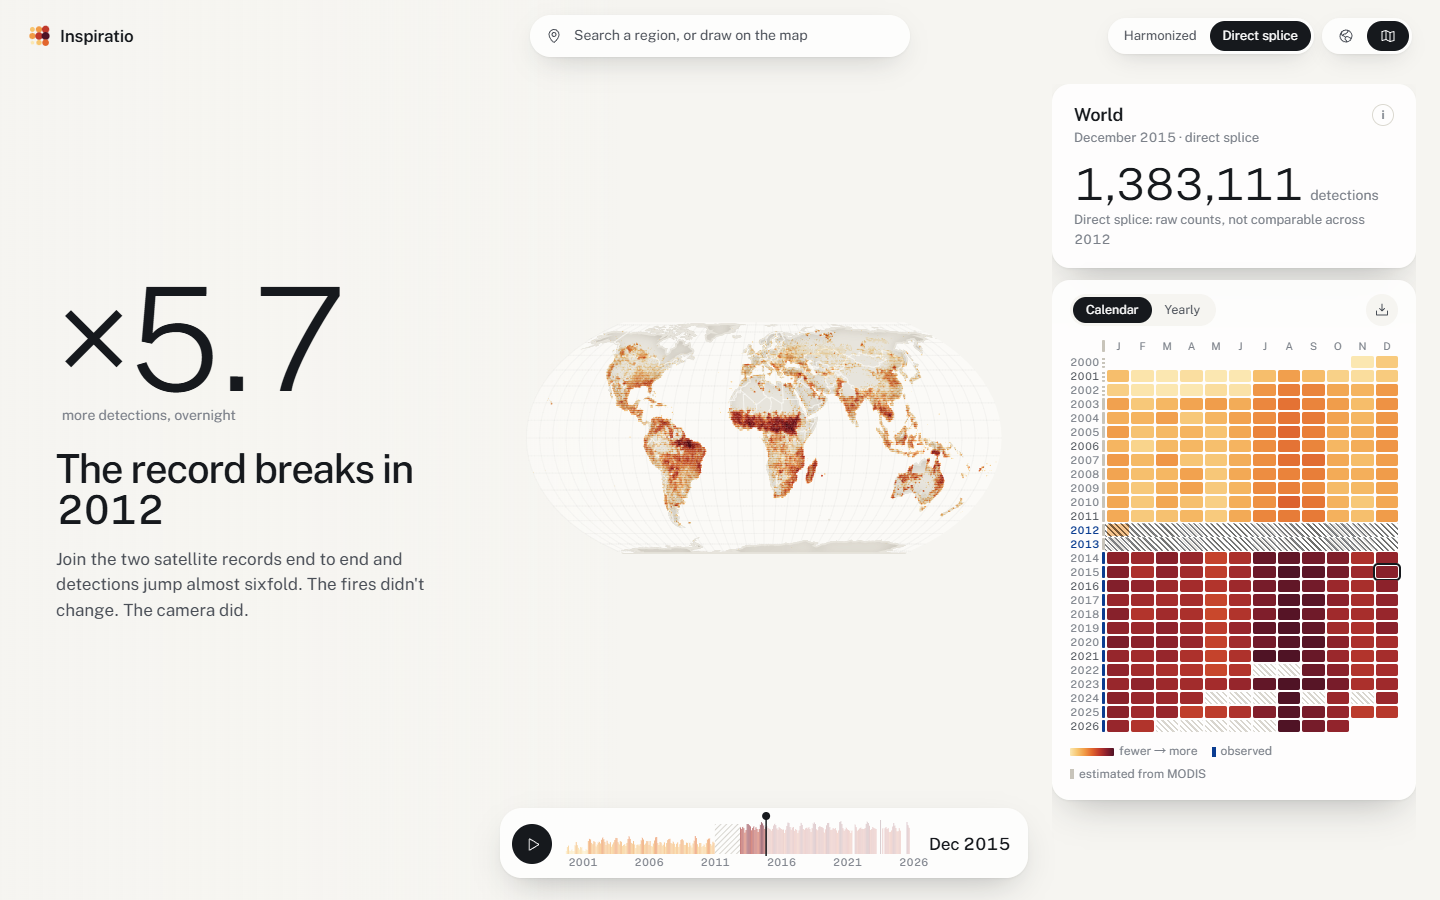 Inspiratio
Search a region, or draw on the map
Harmonized
Direct splice
World
i
December 2015 · direct splice
1,383,111 detections
Direct splice: raw counts, not comparable across
2012
×5.7
more detections, overnight
The record breaks in
2012
Join the two satellite records end to end and
detections jump almost sixfold. The fires didn't
change. The camera did.
Calendar
Yearly
J F M A M J J A S O N D
2000
2001
2002
2003
2004
2005
2006
2007
2008
2009
2010
2011
2012
2013
2014
2015
2016
2017
2018
2019
2020
2021
2022
2023
2024
2025
2026
fewer → more
observed
estimated from MODIS
2001 2006 2011 2016 2021 2026
Dec 2015